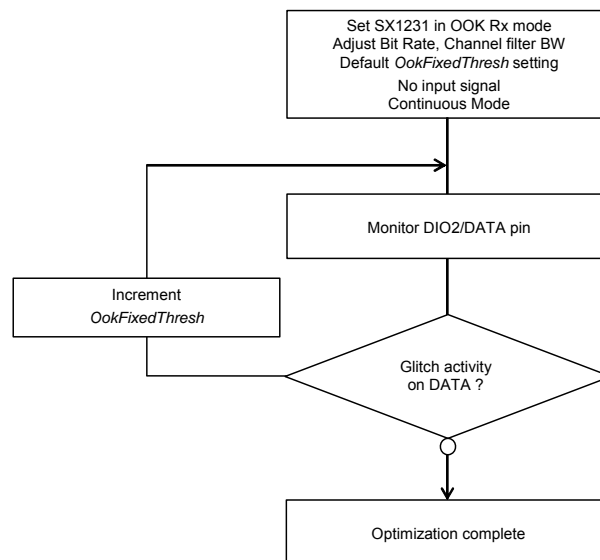 Set SX1231 in OOK Rx mode
Adjust Bit Rate, Channel filter BW
Default OokFixedThresh setting
No input signal
Continuous Mode
Monitor DIO2/DATA pin
Increment
OokFixedThresh
Glitch activity
on DATA ?
Optimization complete